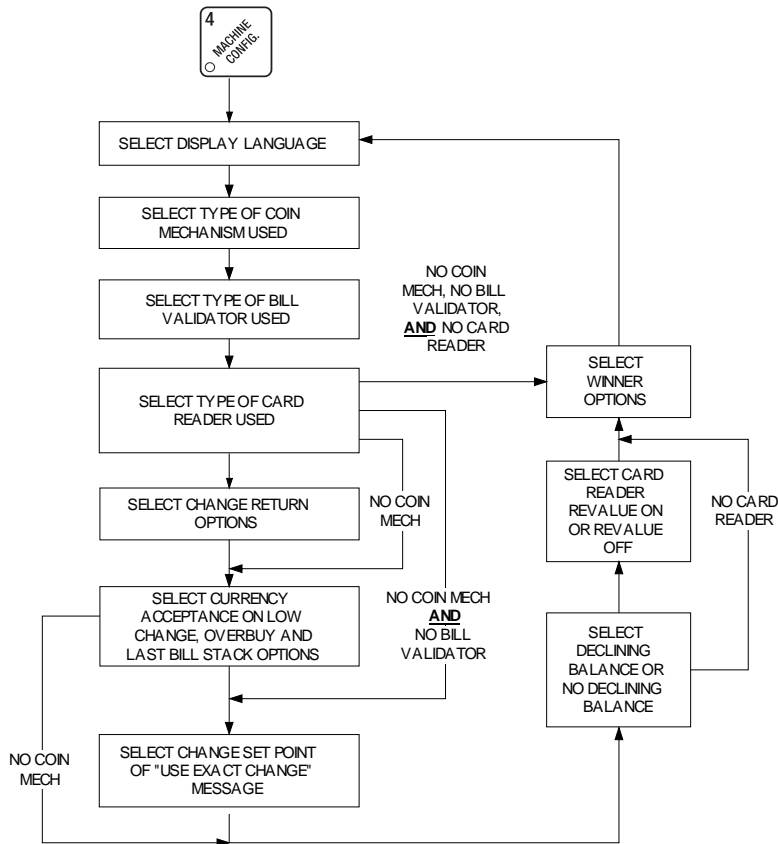 4
MACHINE
CONFIG.
SELECT DISPLAY LANGUAGE
SELECT TYPE OF COIN
MECHANISM USED
SELECT TYPE OF BILL
VALIDATOR USED
NO COIN
MECH, NO BILL
VALIDATOR,
AND NO CARD
READER
SELECT TYPE OF CARD
READER USED
SELECT
WINNER
OPTIONS
SELECT CHANGE RETURN
OPTIONS
NO COIN
MECH
SELECT CARD
READER
REVALUE ON
OR REVALUE
OFF
NO CARD
READER
SELECT CURRENCY
ACCEPTANCE ON LOW
CHANGE, OVERBUY AND
LAST BILL STACK OPTIONS
NO COIN MECH
AND
NO BILL
VALIDATOR
SELECT
DECLINING
BALANCE OR
NO DECLINING
BALANCE
NO COIN
MECH
SELECT CHANGE SET POINT
OF "USE EXACT CHANGE"
MESSAGE